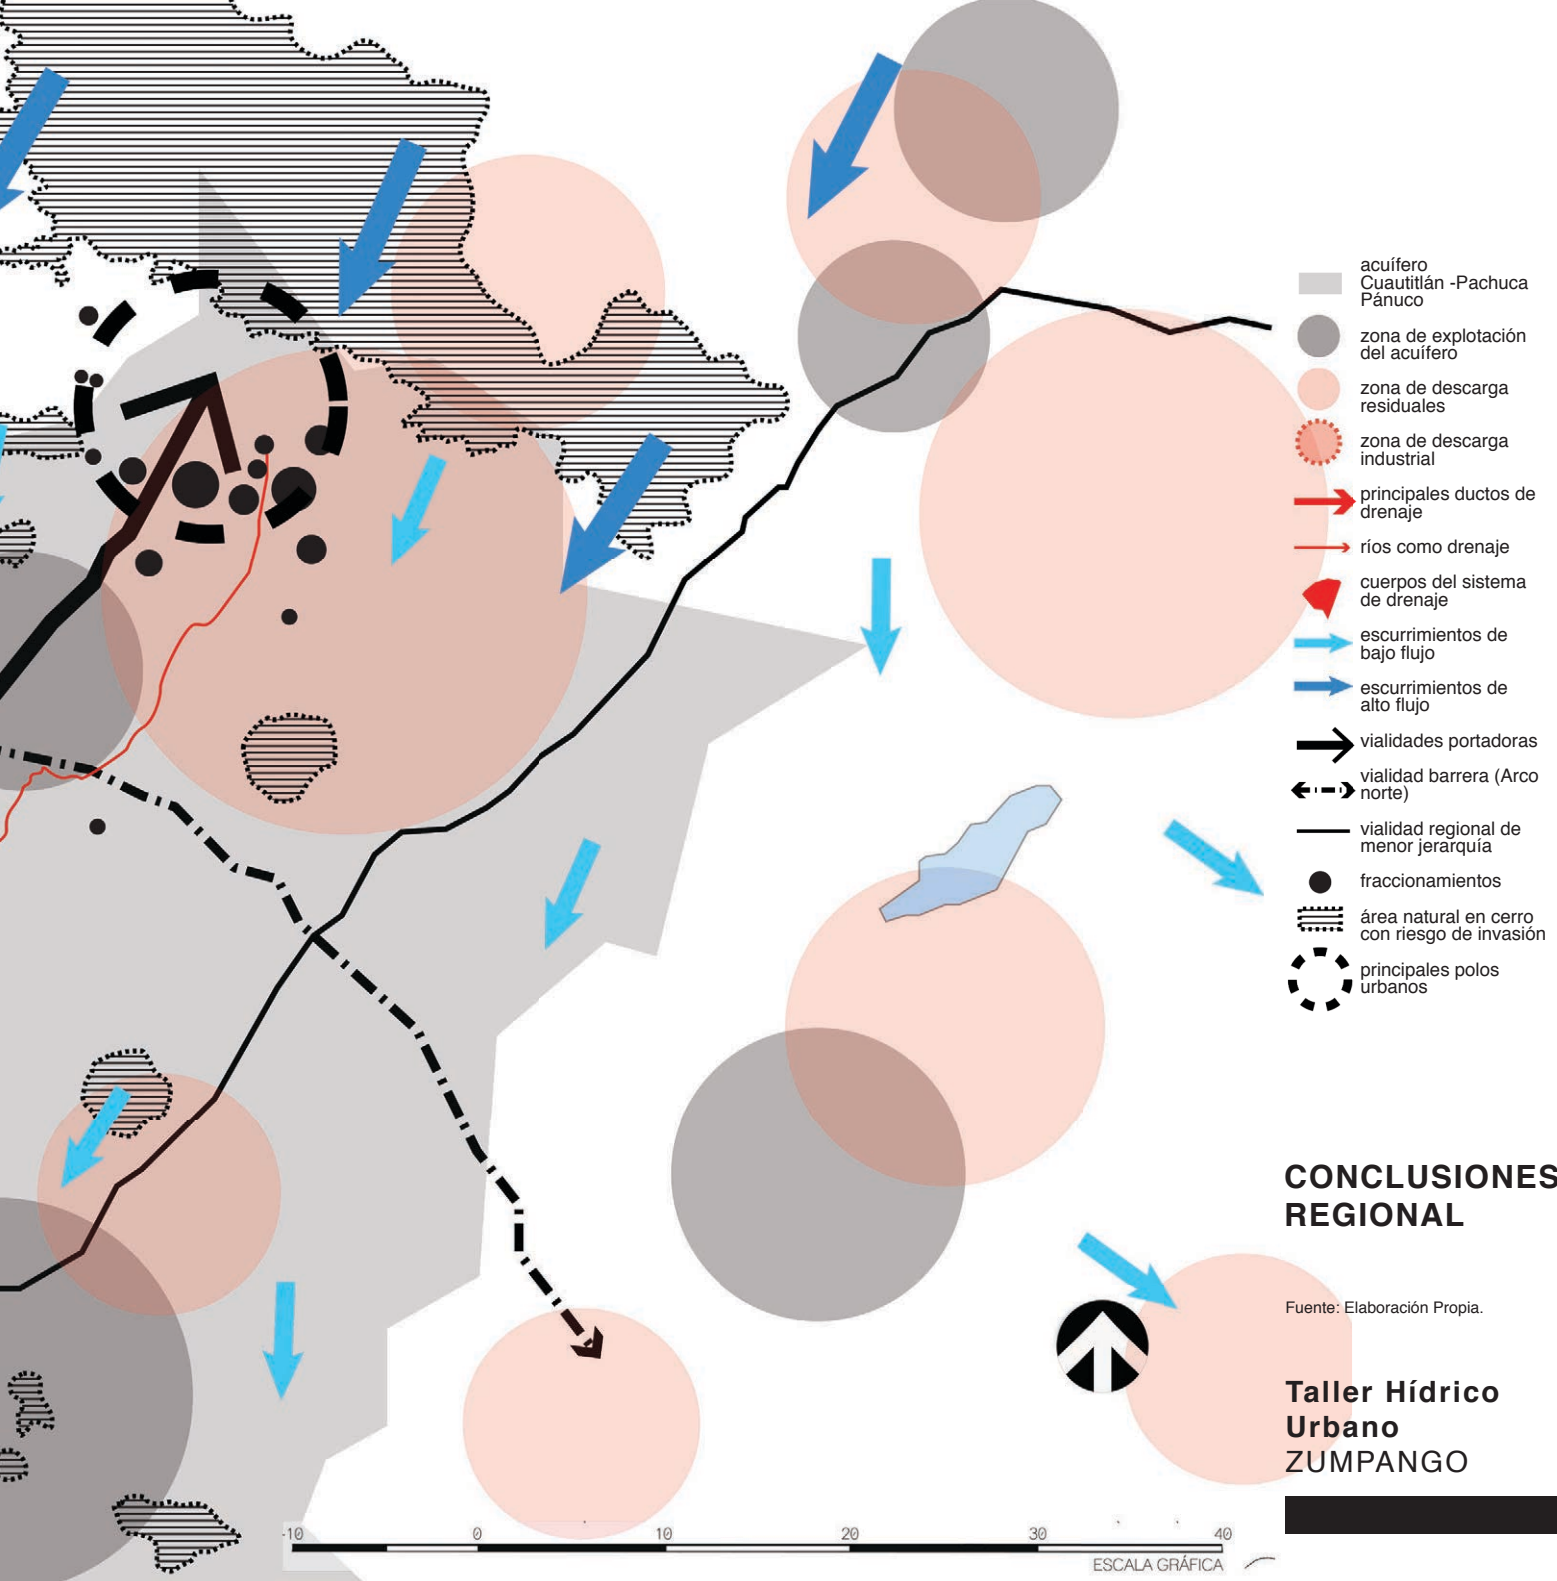 acuífero
Cuautitlán -Pachuca
Pánuco
zona de explotación
del acuífero
zona de descarga
residuales
zona de descarga
industrial
principales ductos de
drenaje
ríos como drenaje
cuerpos del sistema
de drenaje
escurrimientos de
bajo flujo
escurrimientos de
alto flujo
vialidades portadoras
vialidad barrera (Arco
norte)
vialidad regional de
menor jerarquía
fraccionamientos
área natural en cerro
con riesgo de invasión
principales polos
urbanos
CONCLUSIONES
REGIONAL
Fuente: Elaboración Propia.
Taller Hídrico
Urbano
ZUMPANGO
-10 0 10 20 30 40
ESCALA GRÁFICA